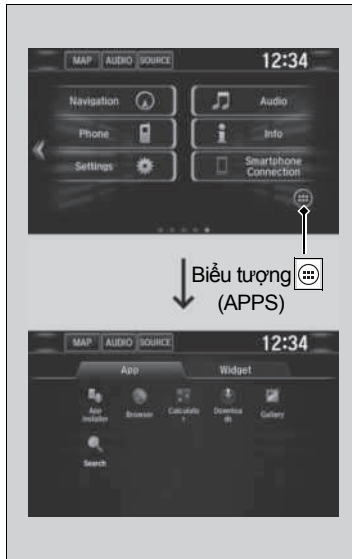 MAP AUDIO SOURCE 12:34
Navigation Audio
Phone Info
Settings Smartphone
Connection
Biểu tượng
(APPS)
MAP AUDIO SOURCE 12:34
App Widget
App
Installer Browser Calculato
r Downloa
ds Gallery
Search